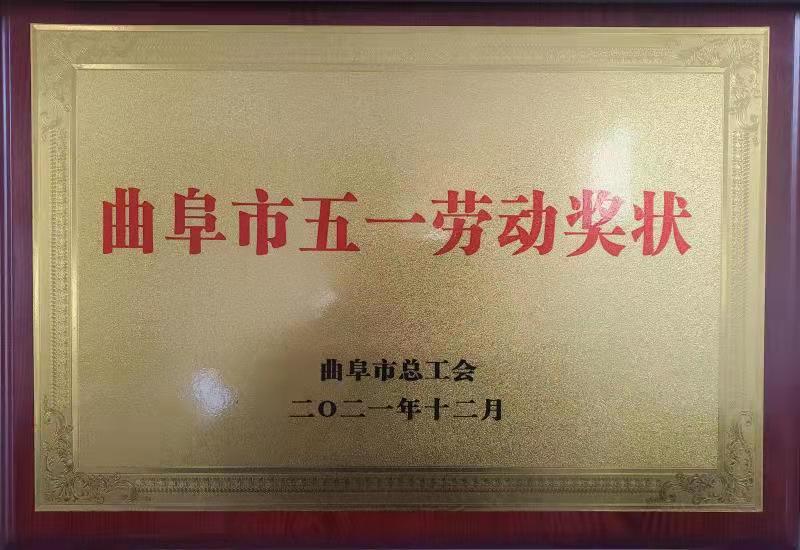 曲阜市五一劳动奖状
曲阜市总工会
二〇二一年十二月